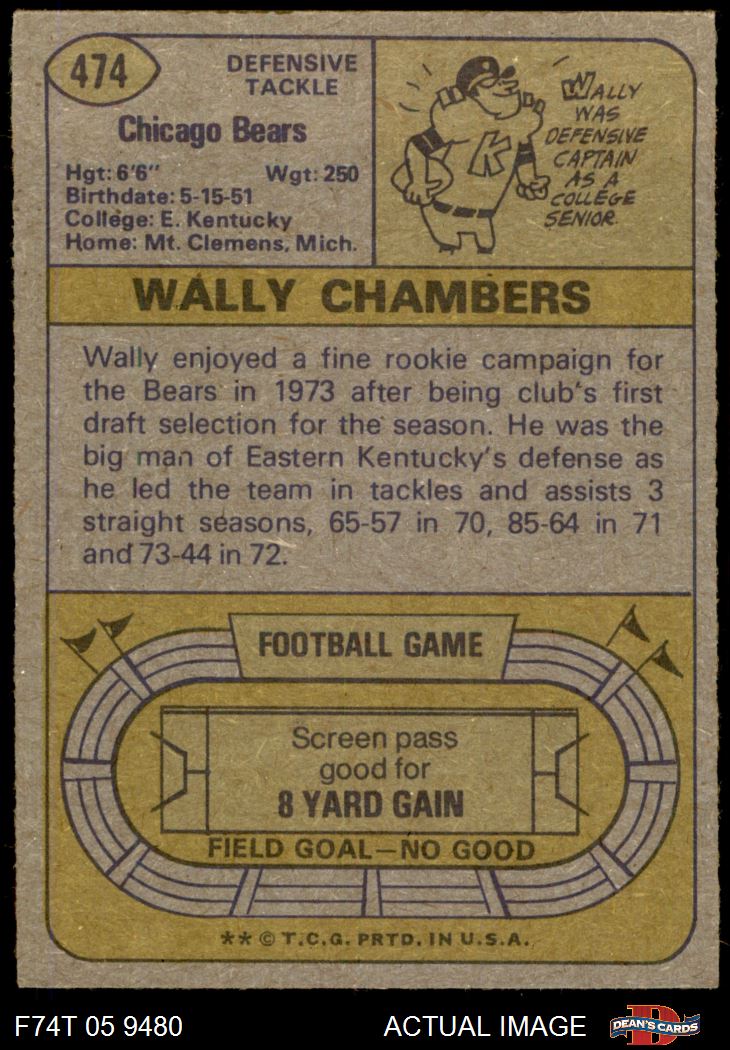 474
DEFENSIVE
TACKLE
Chicago Bears
Hgt: 6'6" Wgt: 250
Birthdate: 5-15-51
College: E. Kentucky
Home: Mt. Clemens, Mich.
K
WALLY
WAS
DEFENSIVE
CAPTAIN
AS A
COLLEGE
SENIOR.
WALLY CHAMBERS
Wally enjoyed a fine rookie campaign for
the Bears in 1973 after being club's first
draft selection for the season. He was the
big man of Eastern Kentucky's defense as
he led the team in tackles and assists 3
straight seasons, 65-57 in 70, 85-64 in 71
and 73-44 in 72.
FOOTBALL GAME
Screen pass
good for
8 YARD GAIN
FIELD GOAL—NO GOOD
** © T.C.G. PRTD. IN U.S.A.
F74T 05 9480 ACTUAL IMAGE
D
DEAN'S CARDS